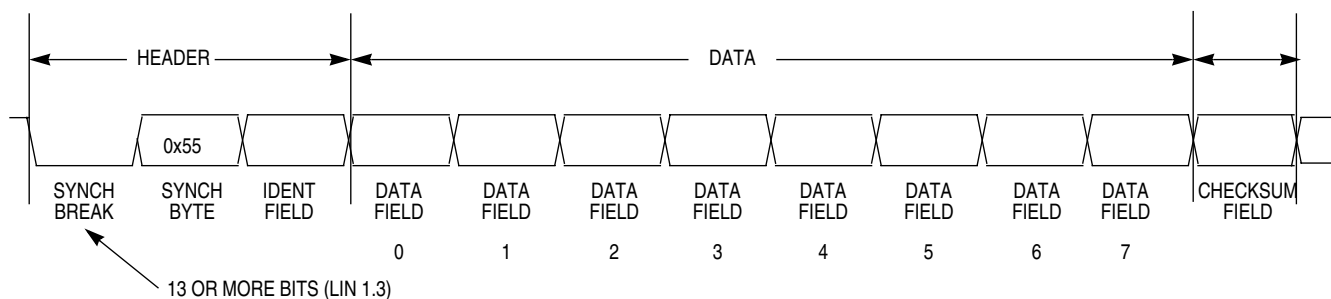 HEADER DATA
0x55
SYNCH SYNCH IDENT DATA DATA DATA DATA DATA DATA DATA DATA CHECKSUM
BREAK BYTE FIELD FIELD FIELD FIELD FIELD FIELD FIELD FIELD FIELD FIELD
0 1 2 3 4 5 6 7
13 OR MORE BITS (LIN 1.3)